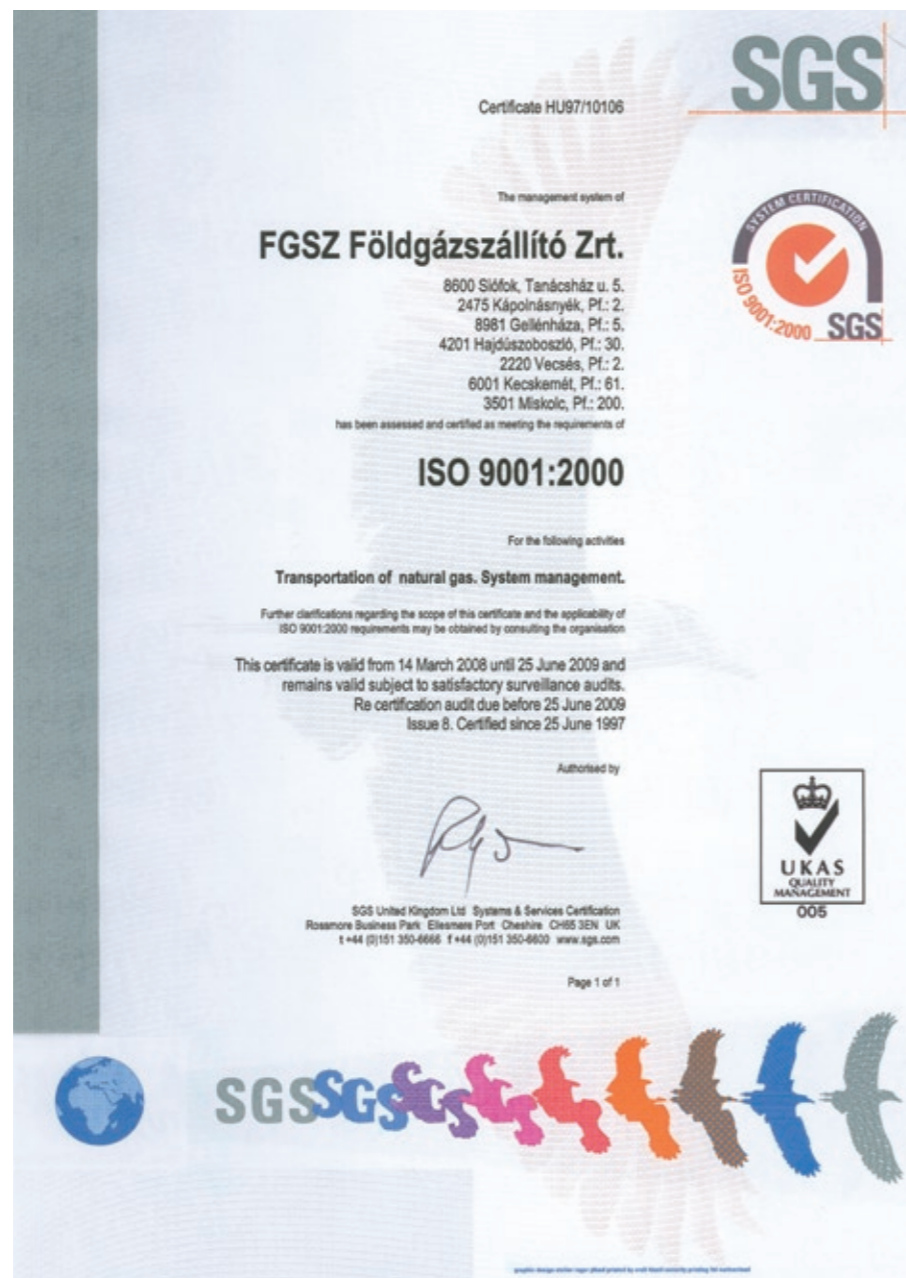 SGS
Certificate HU97/10106
The management system of
FGSZ Földgázszállító Zrt.
8600 Siófok, Tanácsház u. 5.
2475 Kápolnásnyék, Pf.: 2.
8981 Gellénháza, Pf.: 5.
4201 Hajdúszoboszló, Pf.: 30.
2220 Vecsés, Pf.: 2.
6001 Kecskemét, Pf.: 61.
3501 Miskolc, Pf.: 200.
has been assessed and certified as meeting the requirements of
SYSTEM CERTIFICATION
ISO 9001:2000
SGS
ISO 9001:2000
For the following activities
Transportation of natural gas. System management.
Further clarifications regarding the scope of this certificate and the applicability of
ISO 9001:2000 requirements may be obtained by consulting the organisation
This certificate is valid from 14 March 2008 until 25 June 2009 and
remains valid subject to satisfactory surveillance audits.
Re certification audit due before 25 June 2009
Issue 8. Certified since 25 June 1997
Authorised by
SGS United Kingdom Ltd Systems & Services Certification
Rossmore Business Park Ellesmere Port Cheshire CH65 3EN UK
t +44 (0)151 350-6666 f +44 (0)151 350-6600 www.sgs.com
Page 1 of 1
UKAS
QUALITY
MANAGEMENT
005
SGS SGS SGS